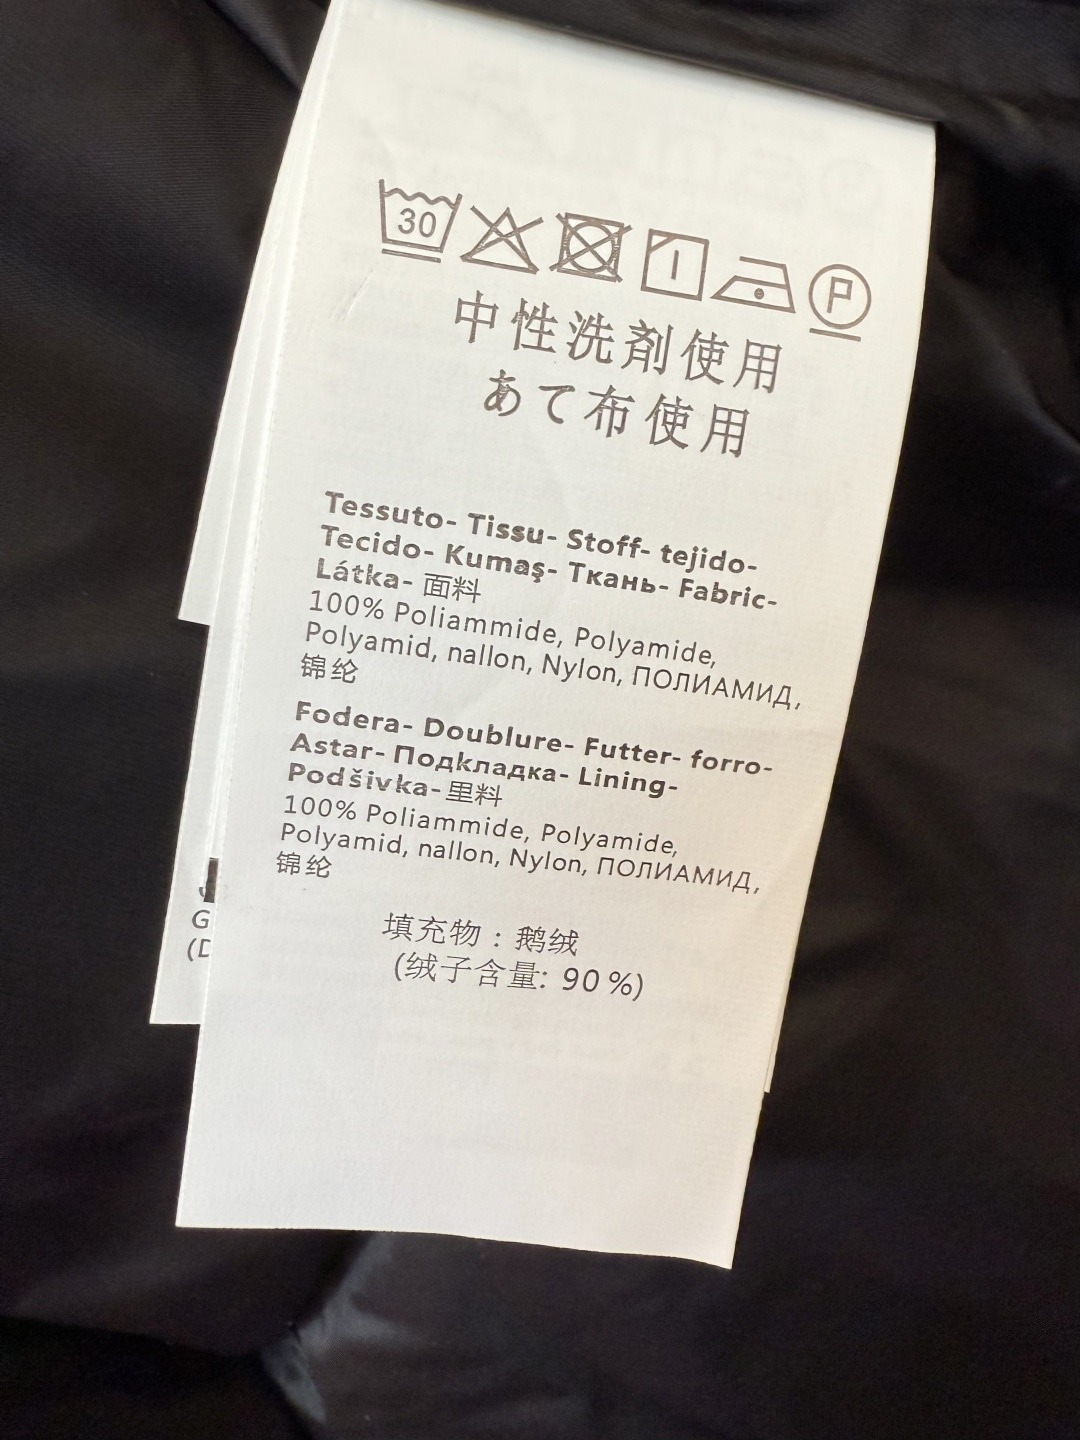 30
P
中性洗剤使用
あて布使用
Tessuto- Tissu- Stoff- tejido-
Tecido- Kumaş- Ткань- Fabric-
Látka- 面料
100% Poliammide, Polyamide,
Polyamid, nallon, Nylon, ПОЛИАМИД,
锦纶
Fodera- Doublure- Futter- forro-
Astar- Подкладка- Lining-
Podšivka- 里料
100% Poliammide, Polyamide,
Polyamid, nallon, Nylon, ПОЛИАМИД,
锦纶
填充物：鹅绒
(绒子含量: 90%)
G
(D